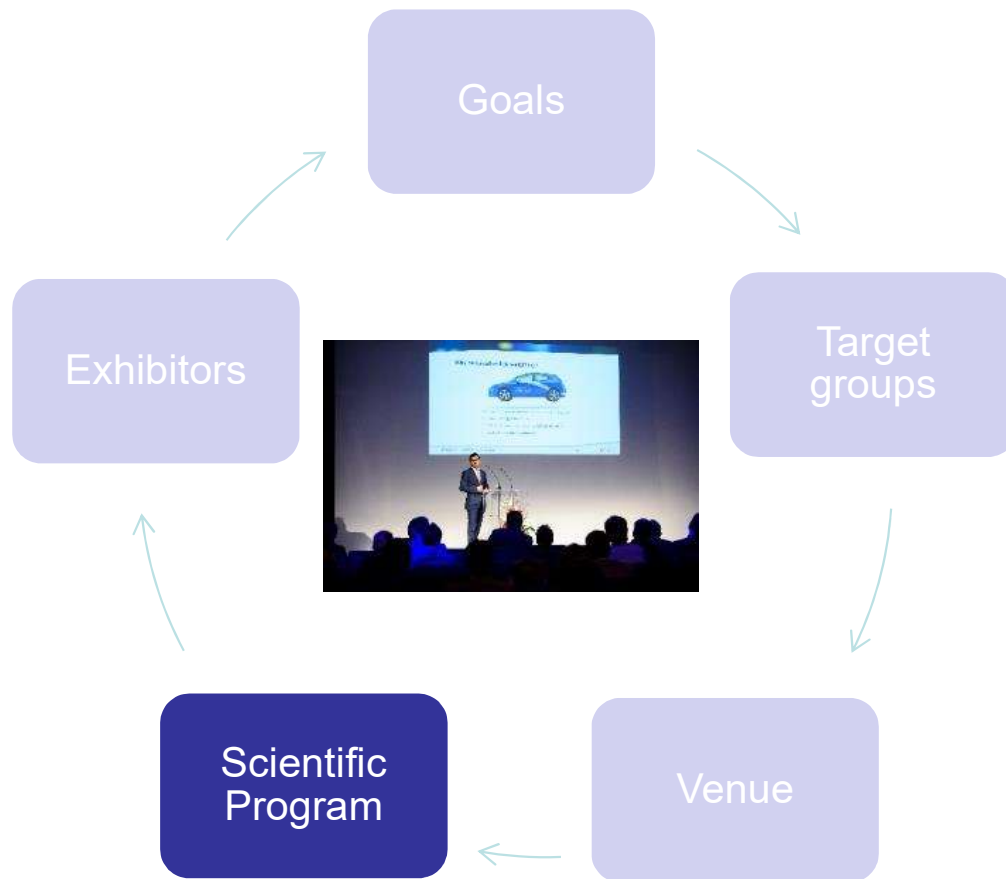 Goals
Target
groups
Venue
Scientific
Program
Exhibitors